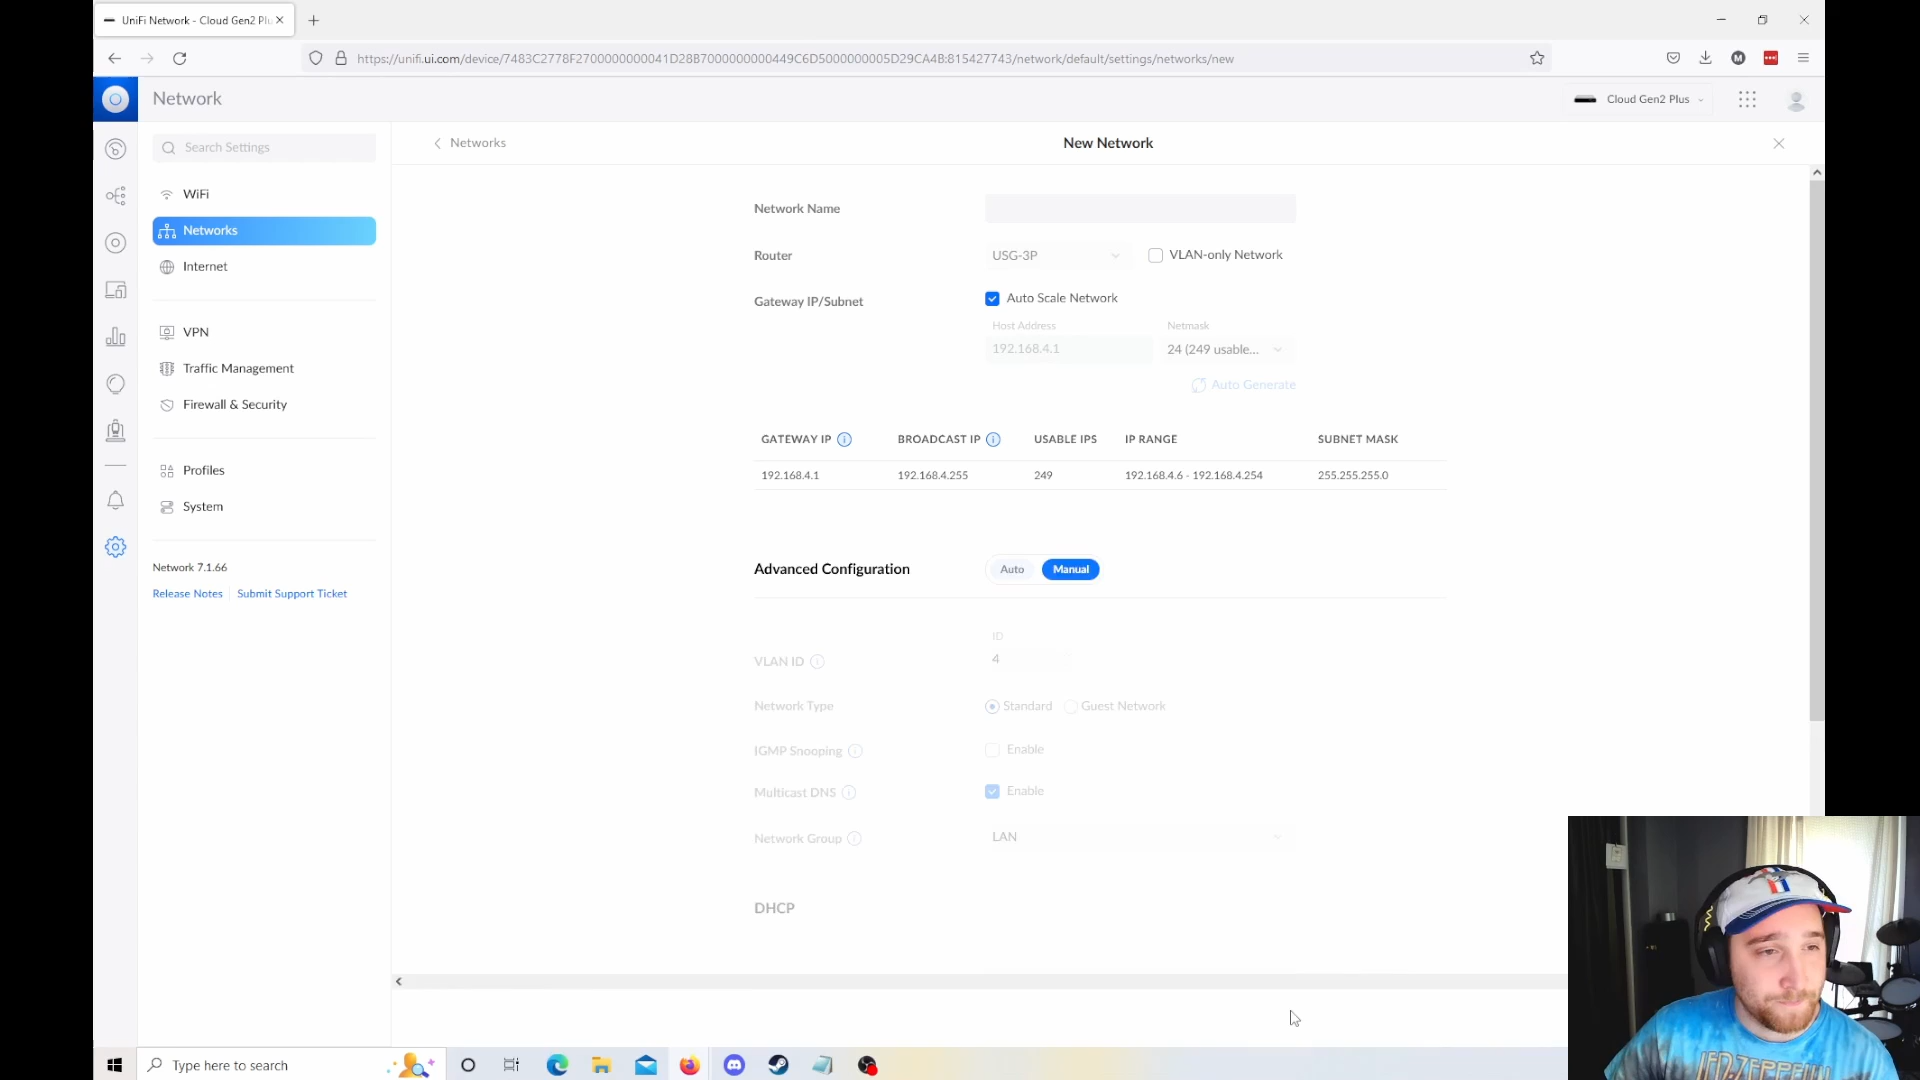 UniFi Network - Cloud Gen2 Plu
https://unifi.ui.com/device/7483C2778F2700000000041D28B7000000000449C6D5000000005D29CA4B:815427743/network/default/settings/networks/new
Network
Cloud Gen2 Plus
Search Settings
Networks
New Network
WiFi
Networks
Internet
VPN
Traffic Management
Firewall & Security
Profiles
System
Network 7.1.66
Release Notes
Submit Support Ticket
Network Name
Router
USG-3P
VLAN-only Network
Gateway IP/Subnet
Auto Scale Network
Host Address
Netmask
192.168.4.1
24 (249 usable...
Auto Generate
GATEWAY IP
BROADCAST IP
USABLE IPS
IP RANGE
SUBNET MASK
192.168.4.1
192.168.4.255
249
192.168.4.6 - 192.168.4.254
255.255.255.0
Advanced Configuration
Auto
Manual
ID
VLAN ID
4
Network Type
Standard
Guest Network
IGMP Snooping
Enable
Multicast DNS
Enable
Network Group
LAN
DHCP
Type here to search
LED ZEPPELIN